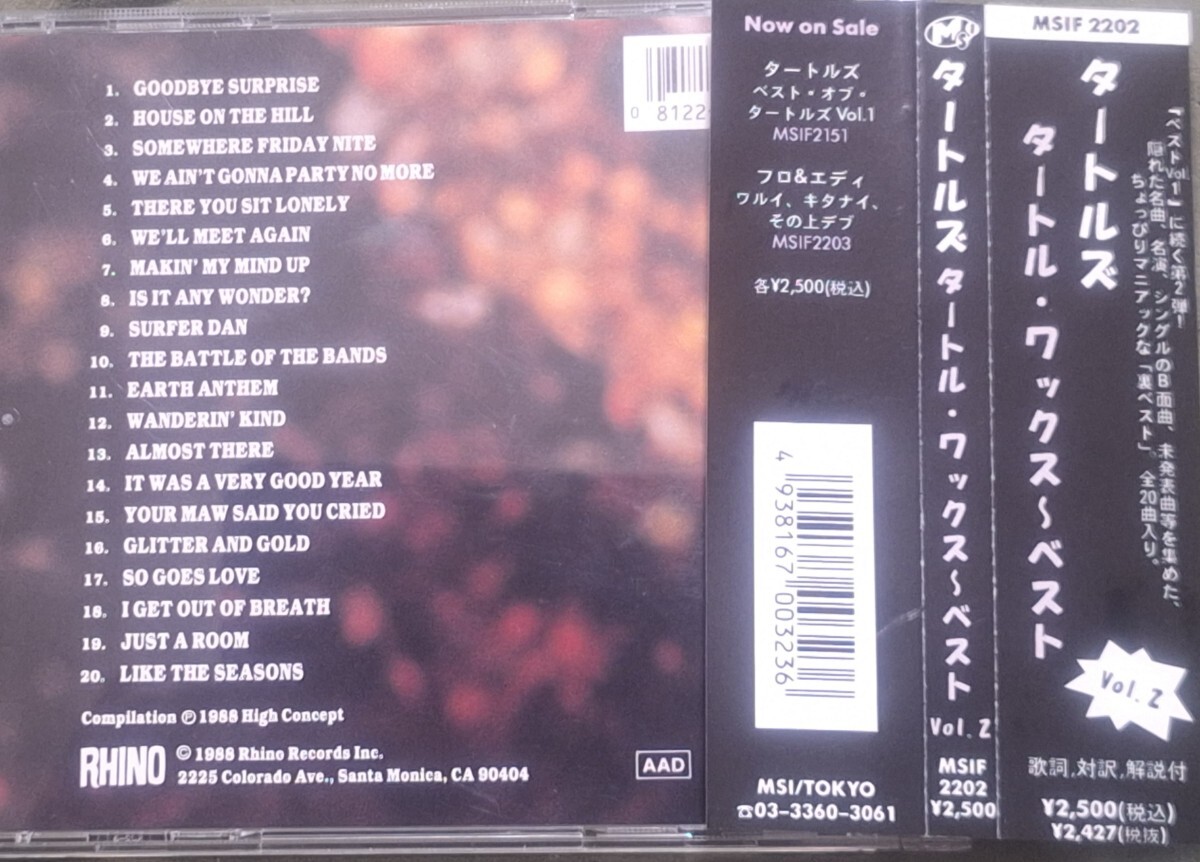 1. GOODBYE SURPRISE
2. HOUSE ON THE HILL
3. SOMEWHERE FRIDAY NITE
4. WE AIN'T GONNA PARTY NO MORE
5. THERE YOU SIT LONELY
6. WE'LL MEET AGAIN
7. MAKIN' MY MIND UP
8. IS IT ANY WONDER?
9. SURFER DAN
10. THE BATTLE OF THE BANDS
11. EARTH ANTHEM
12. WANDERIN' KIND
13. ALMOST THERE
14. IT WAS A VERY GOOD YEAR
15. YOUR MAW SAID YOU CRIED
16. GLITTER AND GOLD
17. SO GOES LOVE
18. I GET OUT OF BREATH
19. JUST A ROOM
20. LIKE THE SEASONS
Compilation ℗ 1988 High Concept
RHINO
© 1988 Rhino Records Inc.
2225 Colorado Ave., Santa Monica, CA 90404
AAD
0 8122
Now on Sale
タートルズ
ベスト・オブ・
タートルズ Vol.1
MSIF2151
フロ&エディ
ワルイ、キタナイ、
その上デブ
MSIF2203
各¥2,500(税込)
4 938167 003236
MSI/TOKYO
☎03-3360-3061
MSI
タートルズ タートル・ワックス〜ベスト
Vol. 2
MSIF
2202
¥2,500
MSIF 2202
『ベストVol.1』に続く第2弾!
隠れた名曲、名演、シングルのB面曲、未発表曲等を集めた、
ちょっぴりマニアックな「裏ベスト」。全20曲入り。
タートルズ
タートル・ワックス〜ベスト
Vol. 2
歌詞,対訳,解説付
¥2,500(税込)
¥2,427(税抜)